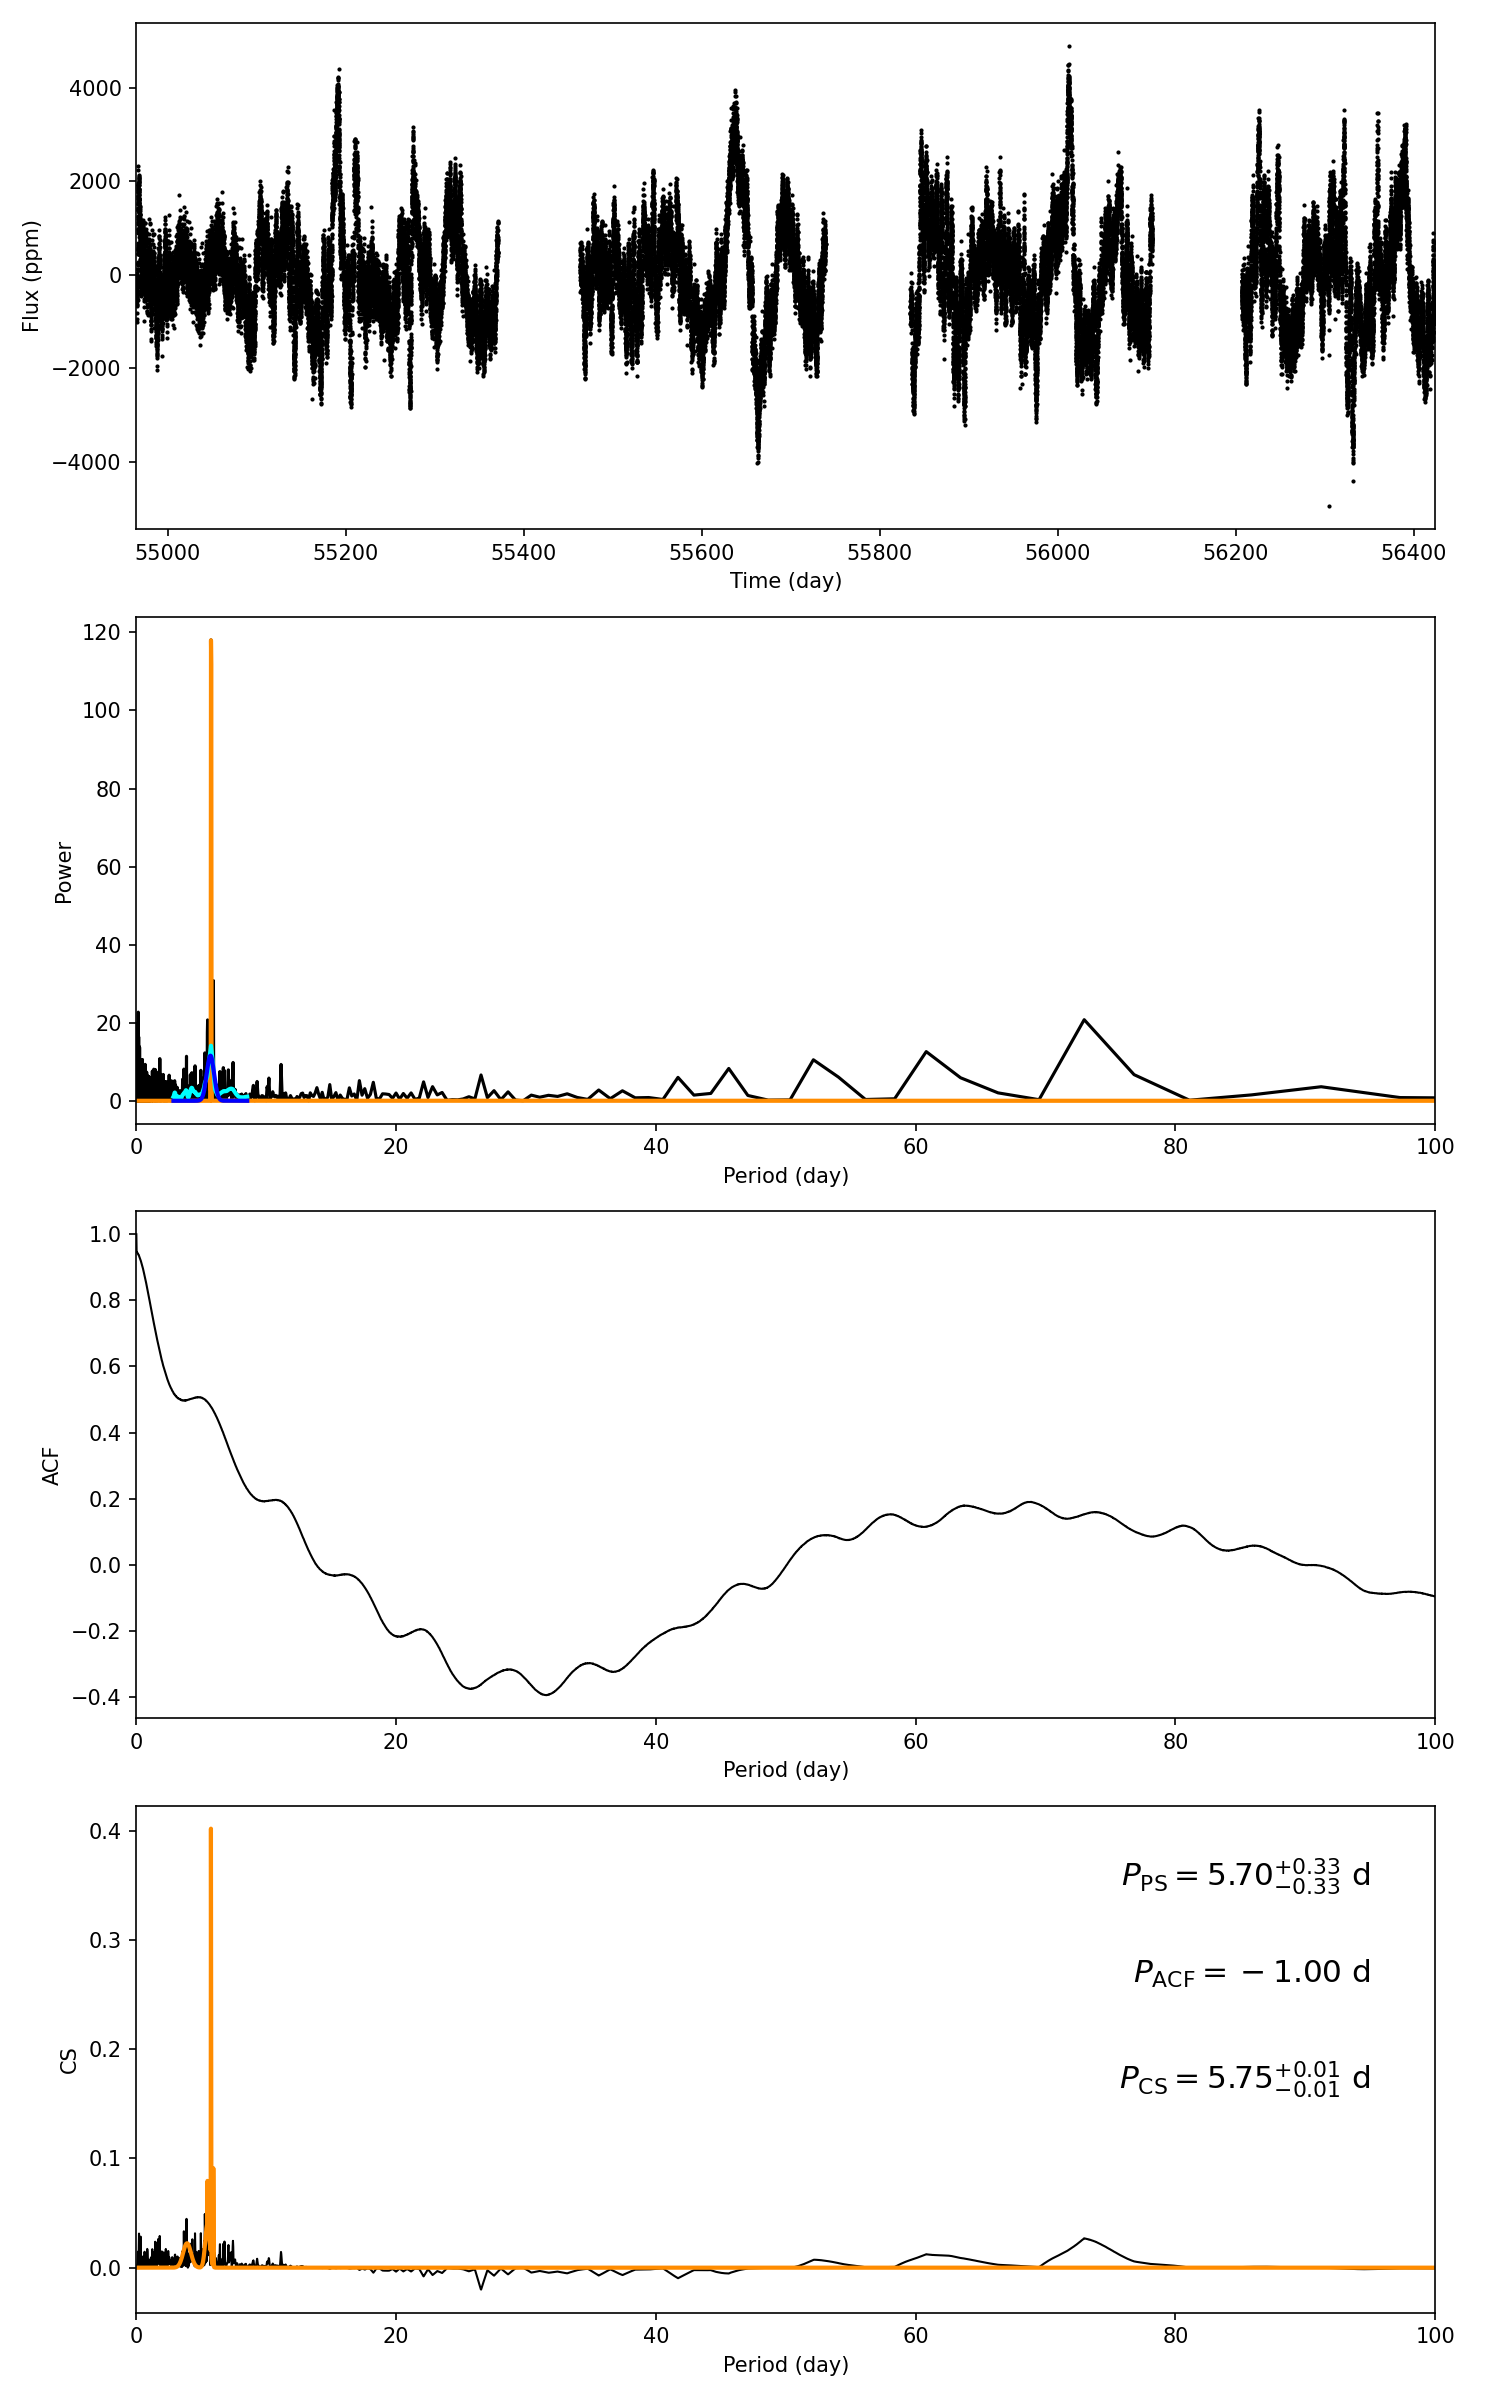 4000
2000
0
−2000
−4000
Flux (ppm)
55000 55200 55400 55600 55800 56000 56200 56400
Time (day)
120
100
80
60
40
20
0
Power
0 20 40 60 80 100
Period (day)
1.0
0.8
0.6
0.4
0.2
0.0
−0.2
−0.4
ACF
0 20 40 60 80 100
Period (day)
0.4
0.3
0.2
0.1
0.0
CS
P_PS = 5.70^{+0.33}_{−0.33} d
P_ACF = −1.00 d
P_CS = 5.75^{+0.01}_{−0.01} d
0 20 40 60 80 100
Period (day)